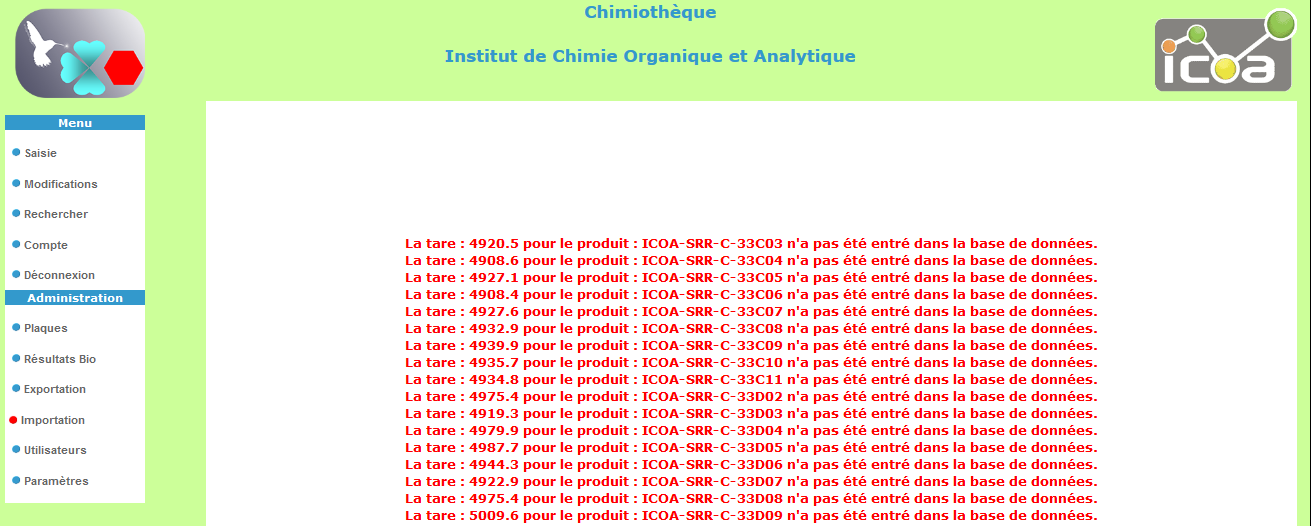 Chimiothèque
Institut de Chimie Organique et Analytique
icoa
Menu
Saisie
Modifications
Rechercher
Compte
Déconnexion
Administration
Plaques
Résultats Bio
Exportation
Importation
Utilisateurs
Paramètres
La tare : 4920.5 pour le produit : ICOA-SRR-C-33C03 n'a pas été entré dans la base de données.
La tare : 4908.6 pour le produit : ICOA-SRR-C-33C04 n'a pas été entré dans la base de données.
La tare : 4927.1 pour le produit : ICOA-SRR-C-33C05 n'a pas été entré dans la base de données.
La tare : 4908.4 pour le produit : ICOA-SRR-C-33C06 n'a pas été entré dans la base de données.
La tare : 4927.6 pour le produit : ICOA-SRR-C-33C07 n'a pas été entré dans la base de données.
La tare : 4932.9 pour le produit : ICOA-SRR-C-33C08 n'a pas été entré dans la base de données.
La tare : 4939.9 pour le produit : ICOA-SRR-C-33C09 n'a pas été entré dans la base de données.
La tare : 4935.7 pour le produit : ICOA-SRR-C-33C10 n'a pas été entré dans la base de données.
La tare : 4934.8 pour le produit : ICOA-SRR-C-33C11 n'a pas été entré dans la base de données.
La tare : 4975.4 pour le produit : ICOA-SRR-C-33D02 n'a pas été entré dans la base de données.
La tare : 4919.3 pour le produit : ICOA-SRR-C-33D03 n'a pas été entré dans la base de données.
La tare : 4979.9 pour le produit : ICOA-SRR-C-33D04 n'a pas été entré dans la base de données.
La tare : 4987.7 pour le produit : ICOA-SRR-C-33D05 n'a pas été entré dans la base de données.
La tare : 4944.3 pour le produit : ICOA-SRR-C-33D06 n'a pas été entré dans la base de données.
La tare : 4922.9 pour le produit : ICOA-SRR-C-33D07 n'a pas été entré dans la base de données.
La tare : 4975.4 pour le produit : ICOA-SRR-C-33D08 n'a pas été entré dans la base de données.
La tare : 5009.6 pour le produit : ICOA-SRR-C-33D09 n'a pas été entré dans la base de données.